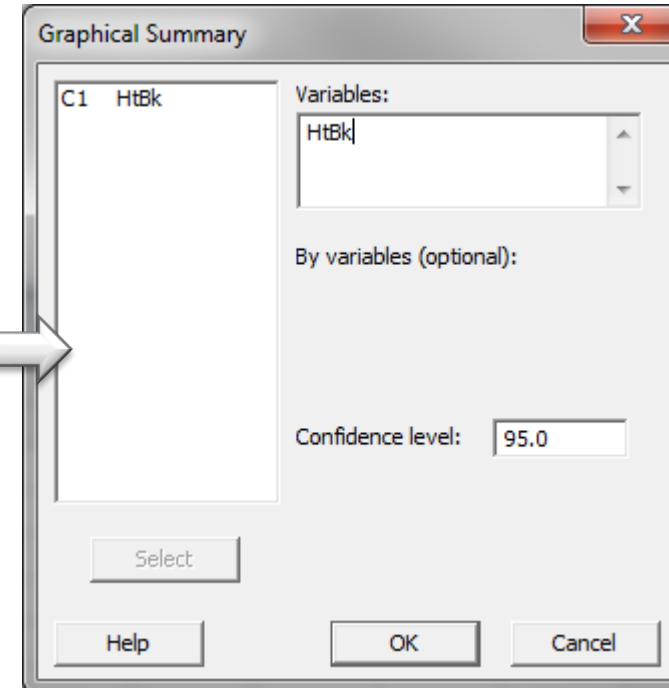 Graphical Summary
x
C1 HtBk
Variables:
HtBk
By variables (optional):
Confidence level: 95.0
Select
Help OK Cancel